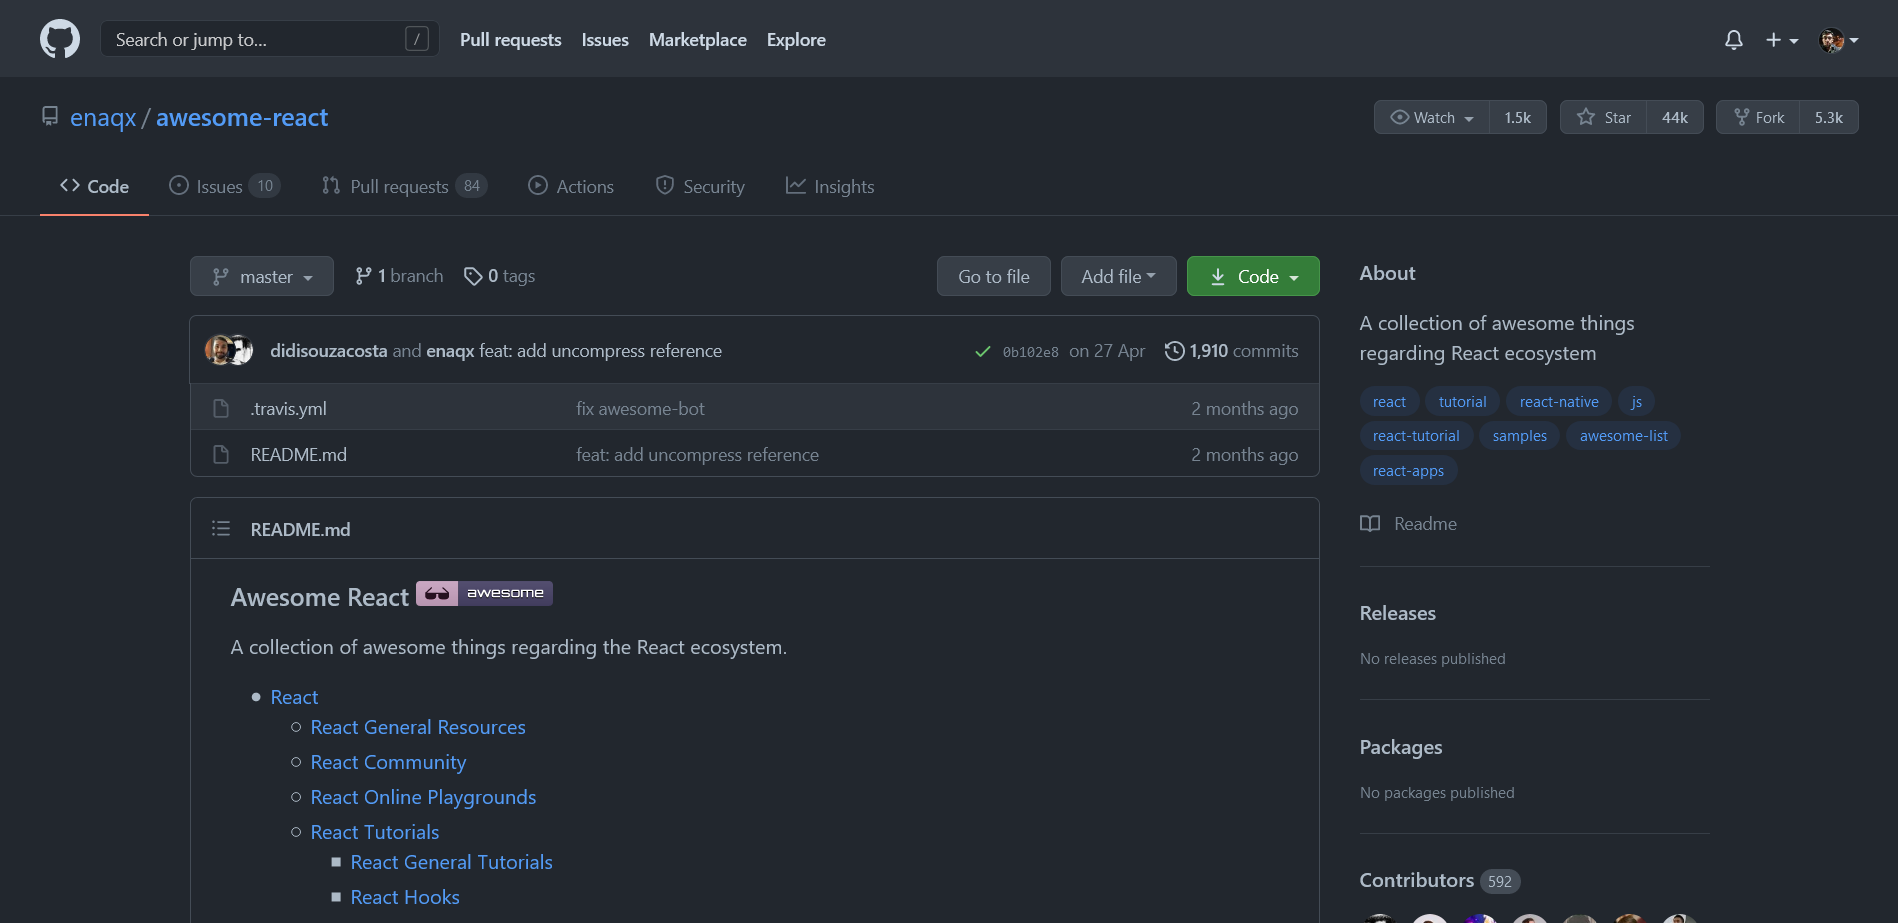 Search or jump to... /
Pull requests Issues Marketplace Explore
enaqx / awesome-react
Watch 1.5k Star 44k Fork 5.3k
Code Issues 10 Pull requests 84 Actions Security Insights
master 1 branch 0 tags Go to file Add file Code
didisouzacosta and enaqx feat: add uncompress reference 0b102e8 on 27 Apr 1,910 commits
.travis.yml fix awesome-bot 2 months ago
README.md feat: add uncompress reference 2 months ago
README.md
Awesome React awesome
A collection of awesome things regarding the React ecosystem.
React
React General Resources
React Community
React Online Playgrounds
React Tutorials
React General Tutorials
React Hooks
About
A collection of awesome things
regarding React ecosystem
react tutorial react-native js
react-tutorial samples awesome-list
react-apps
Readme
Releases
No releases published
Packages
No packages published
Contributors 592